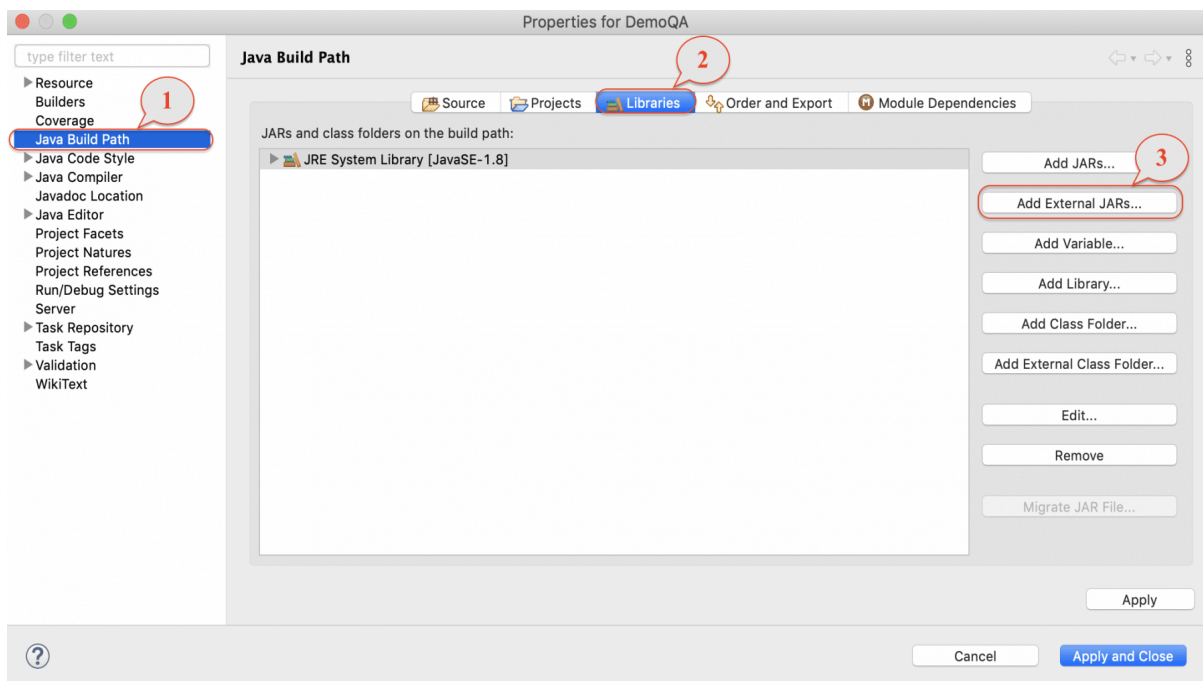 Properties for DemoQA
type filter text
Resource
Builders
Coverage
Java Build Path
Java Code Style
Java Compiler
Javadoc Location
Java Editor
Project Facets
Project Natures
Project References
Run/Debug Settings
Server
Task Repository
Task Tags
Validation
WikiText
1
Java Build Path
2
Source Projects Libraries Order and Export Module Dependencies
JARs and class folders on the build path:
JRE System Library [JavaSE-1.8]
Add JARs...
3
Add External JARs...
Add Variable...
Add Library...
Add Class Folder...
Add External Class Folder...
Edit...
Remove
Migrate JAR File...
Apply
?
Cancel
Apply and Close